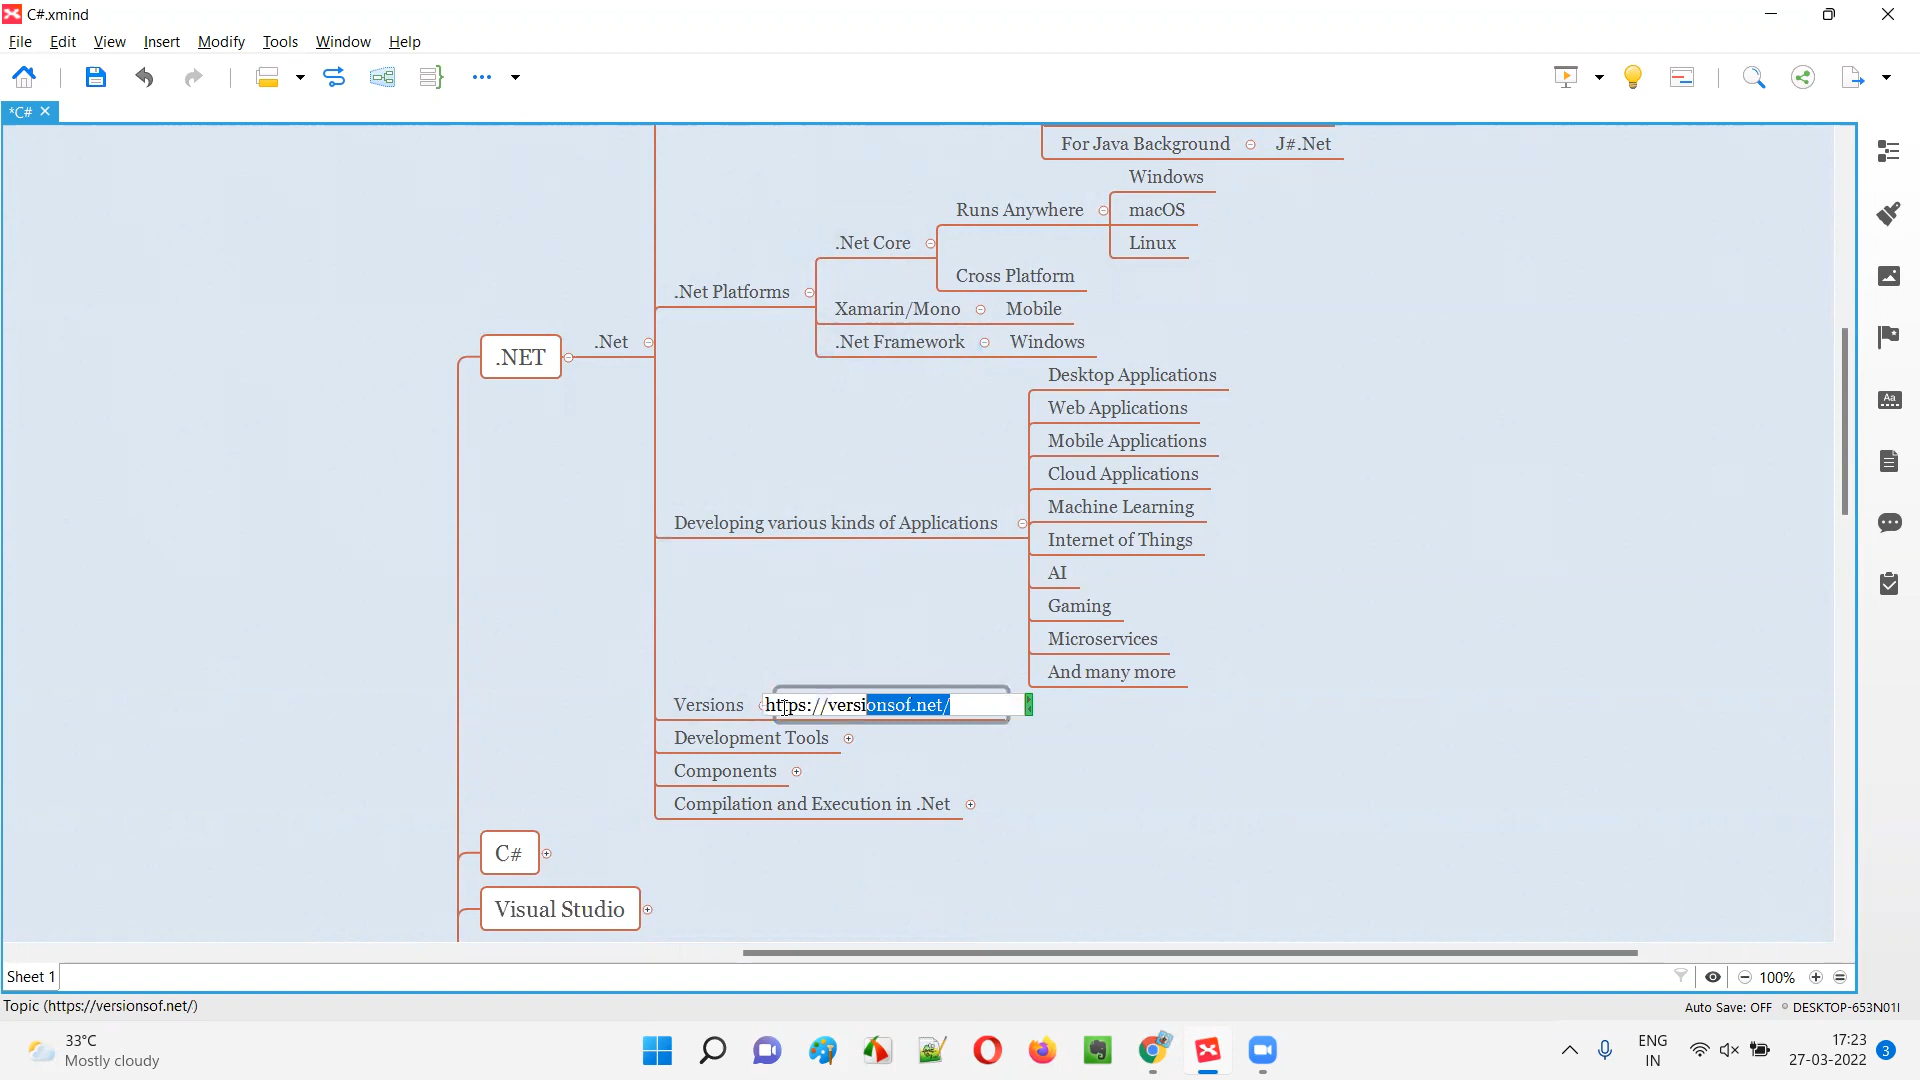 C#.xmind
File Edit View Insert Modify Tools Window Help
*C#
For Java Background J#.Net
Windows
Runs Anywhere macOS
.Net Core Linux
Cross Platform
.Net Platforms
Xamarin/Mono Mobile
.NET .Net .Net Framework Windows
Desktop Applications
Web Applications
Mobile Applications
Cloud Applications
Machine Learning
Developing various kinds of Applications
Internet of Things
AI
Gaming
Microservices
And many more
Versions https://versionsof.net/
Development Tools
Components
Compilation and Execution in .Net
C#
Visual Studio
Sheet 1 100%
Topic (https://versionsof.net/) Auto Save: OFF DESKTOP-653N01I
33°C
Mostly cloudy
ENG
IN
17:23
27-03-2022
3
Aa